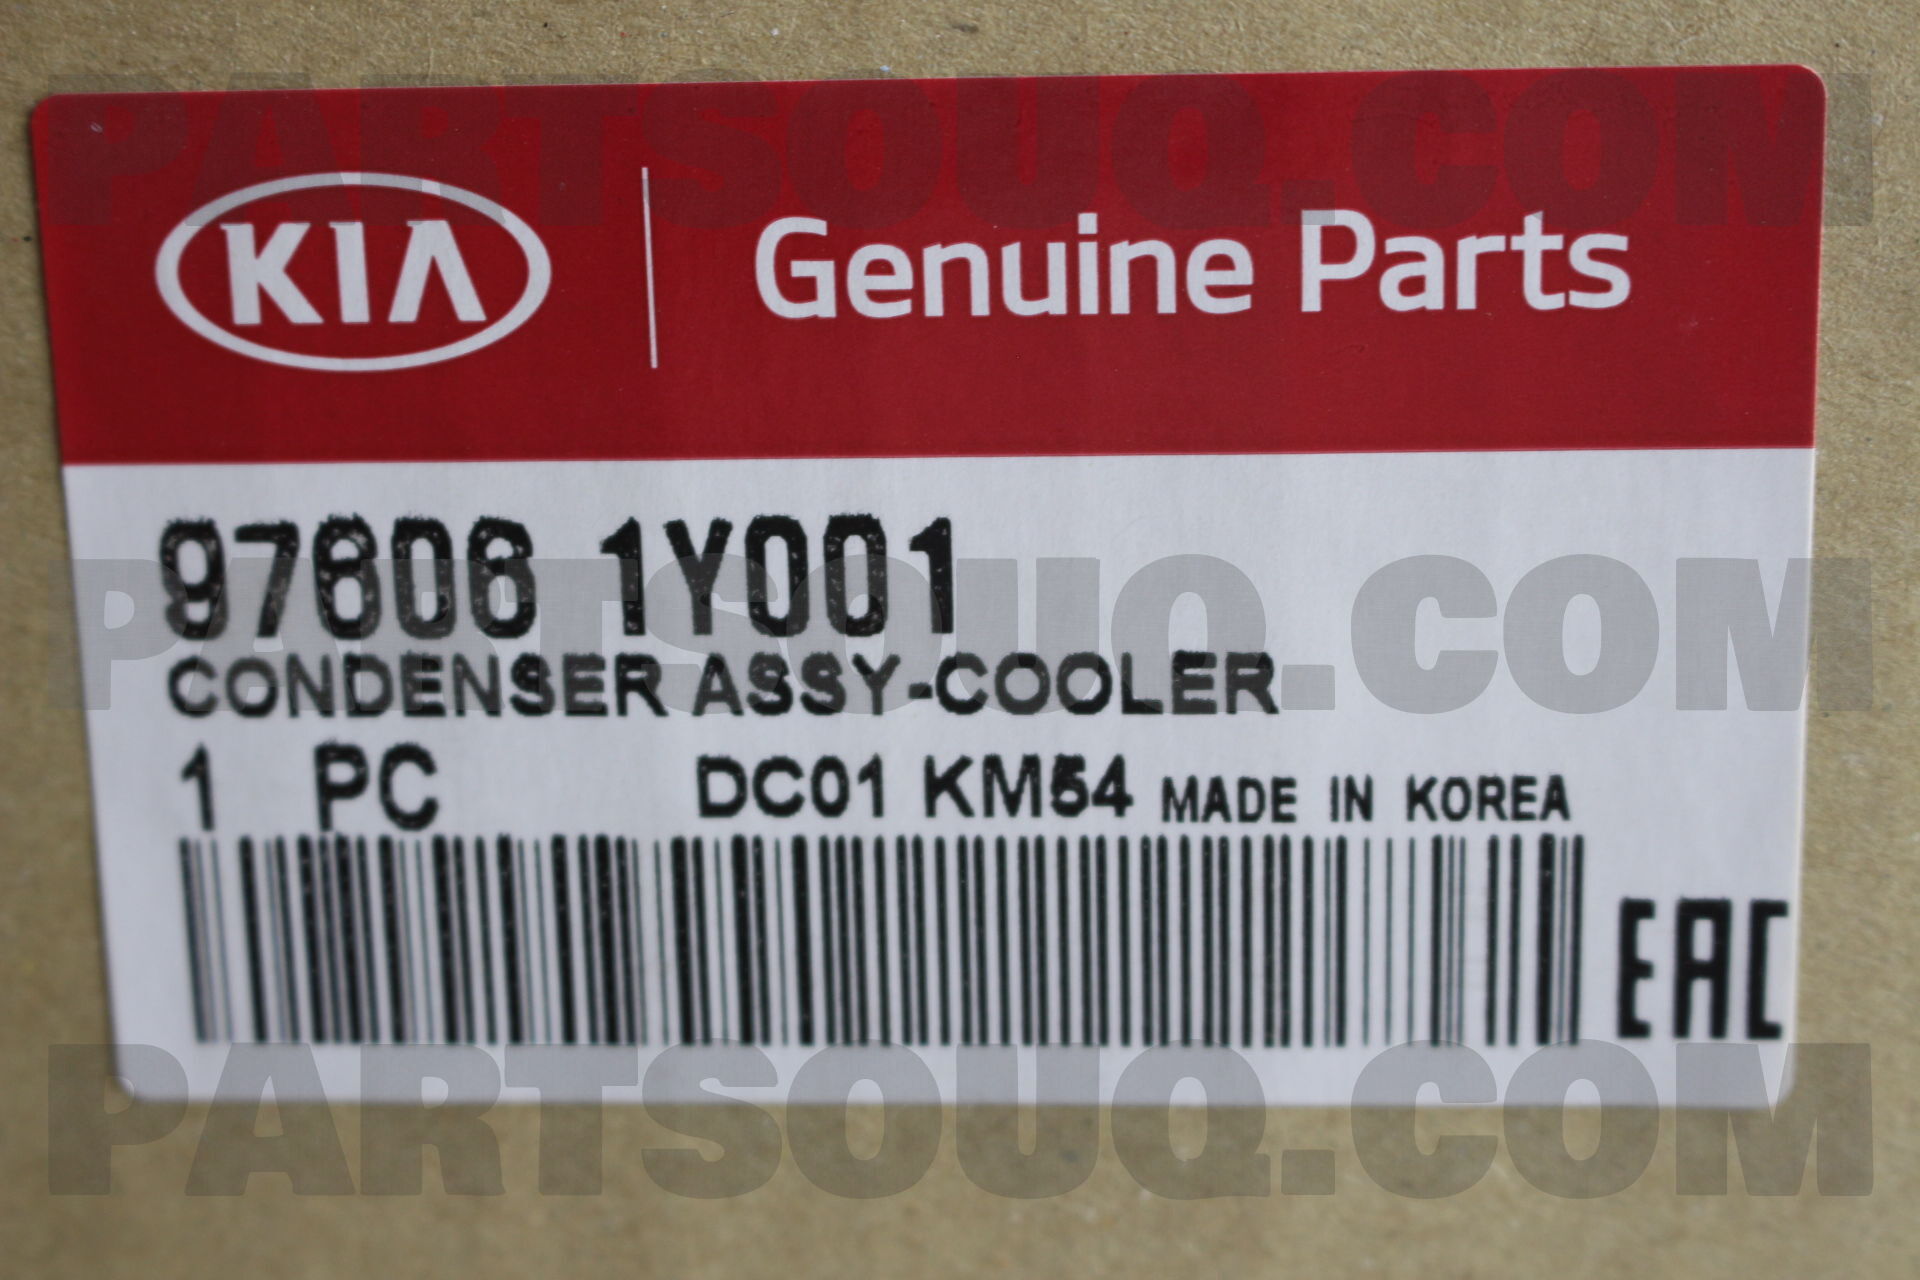 PARTSOUQ.COM
KIA Genuine Parts
97606 1Y001
PARTSOUQ.COM
CONDENSER ASSY-COOLER
1 PC DC01 KM54 MADE IN KOREA
EAC
PARTSOUQ.COM